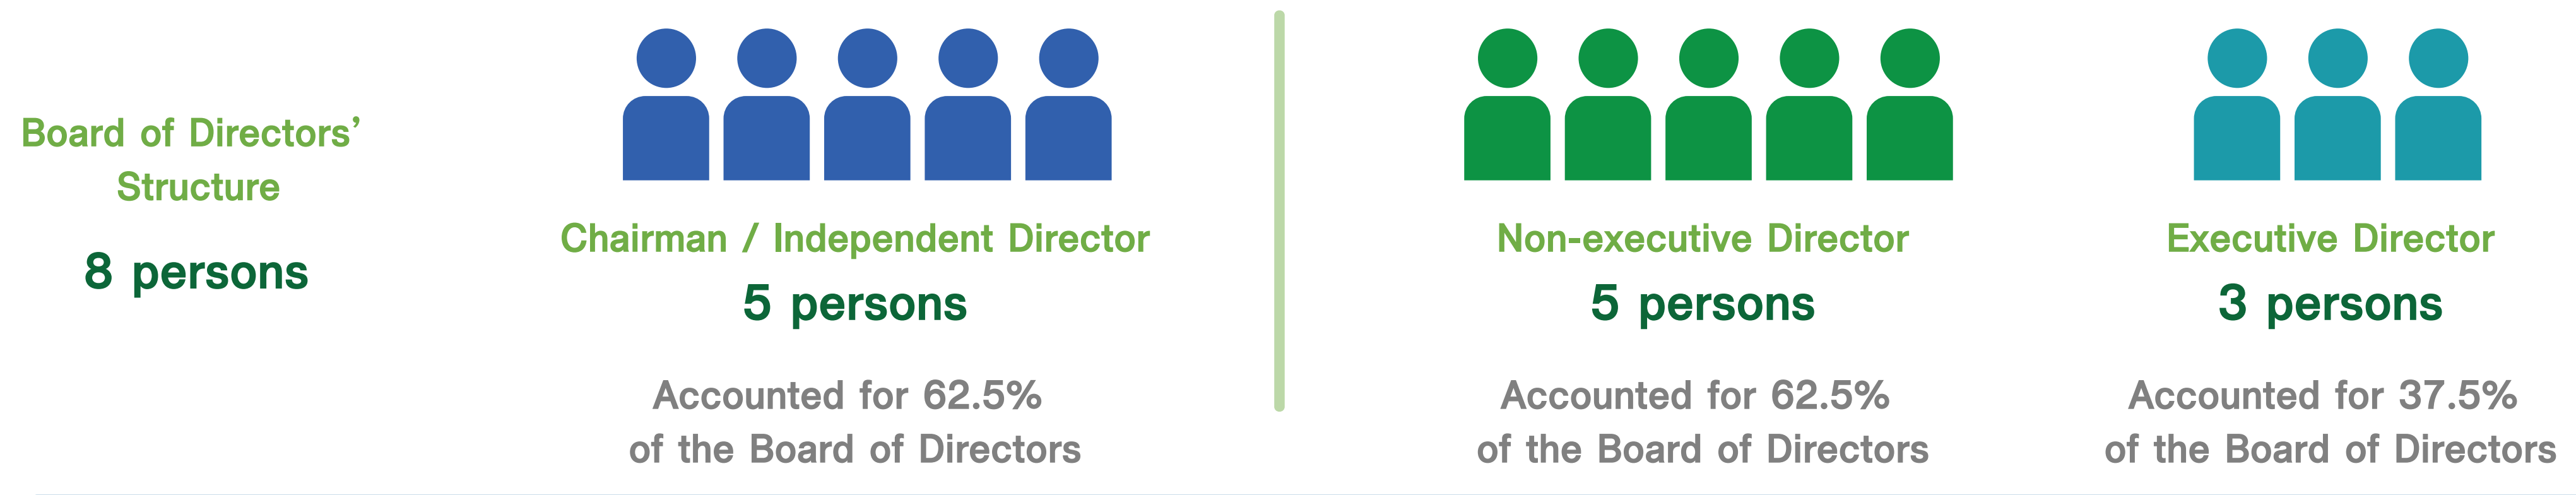 Board of Directors’
Structure
8 persons
Chairman / Independent Director
5 persons
Accounted for 62.5%
of the Board of Directors
Non-executive Director
5 persons
Accounted for 62.5%
of the Board of Directors
Executive Director
3 persons
Accounted for 37.5%
of the Board of Directors